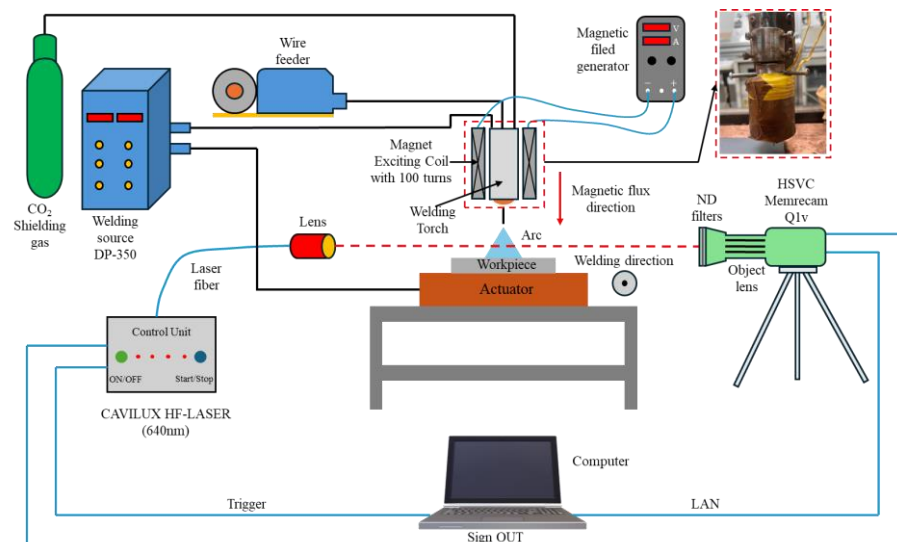 Wire
feeder
Magnetic
filed
generator
V
A
−
+
CO2
Shielding
gas
Welding
source
DP-350
Magnet
Exciting Coil
with 100 turns
Welding
Torch
Magnetic flux
direction
ND
filters
HSVC
Memrecam
Q1v
Lens
Arc
Laser
fiber
Workpiece
Actuator
Welding direction
Object
lens
Control Unit
ON/OFF
Start/Stop
CAVILUX HF-LASER
(640nm)
Computer
Trigger
LAN
Sign OUT